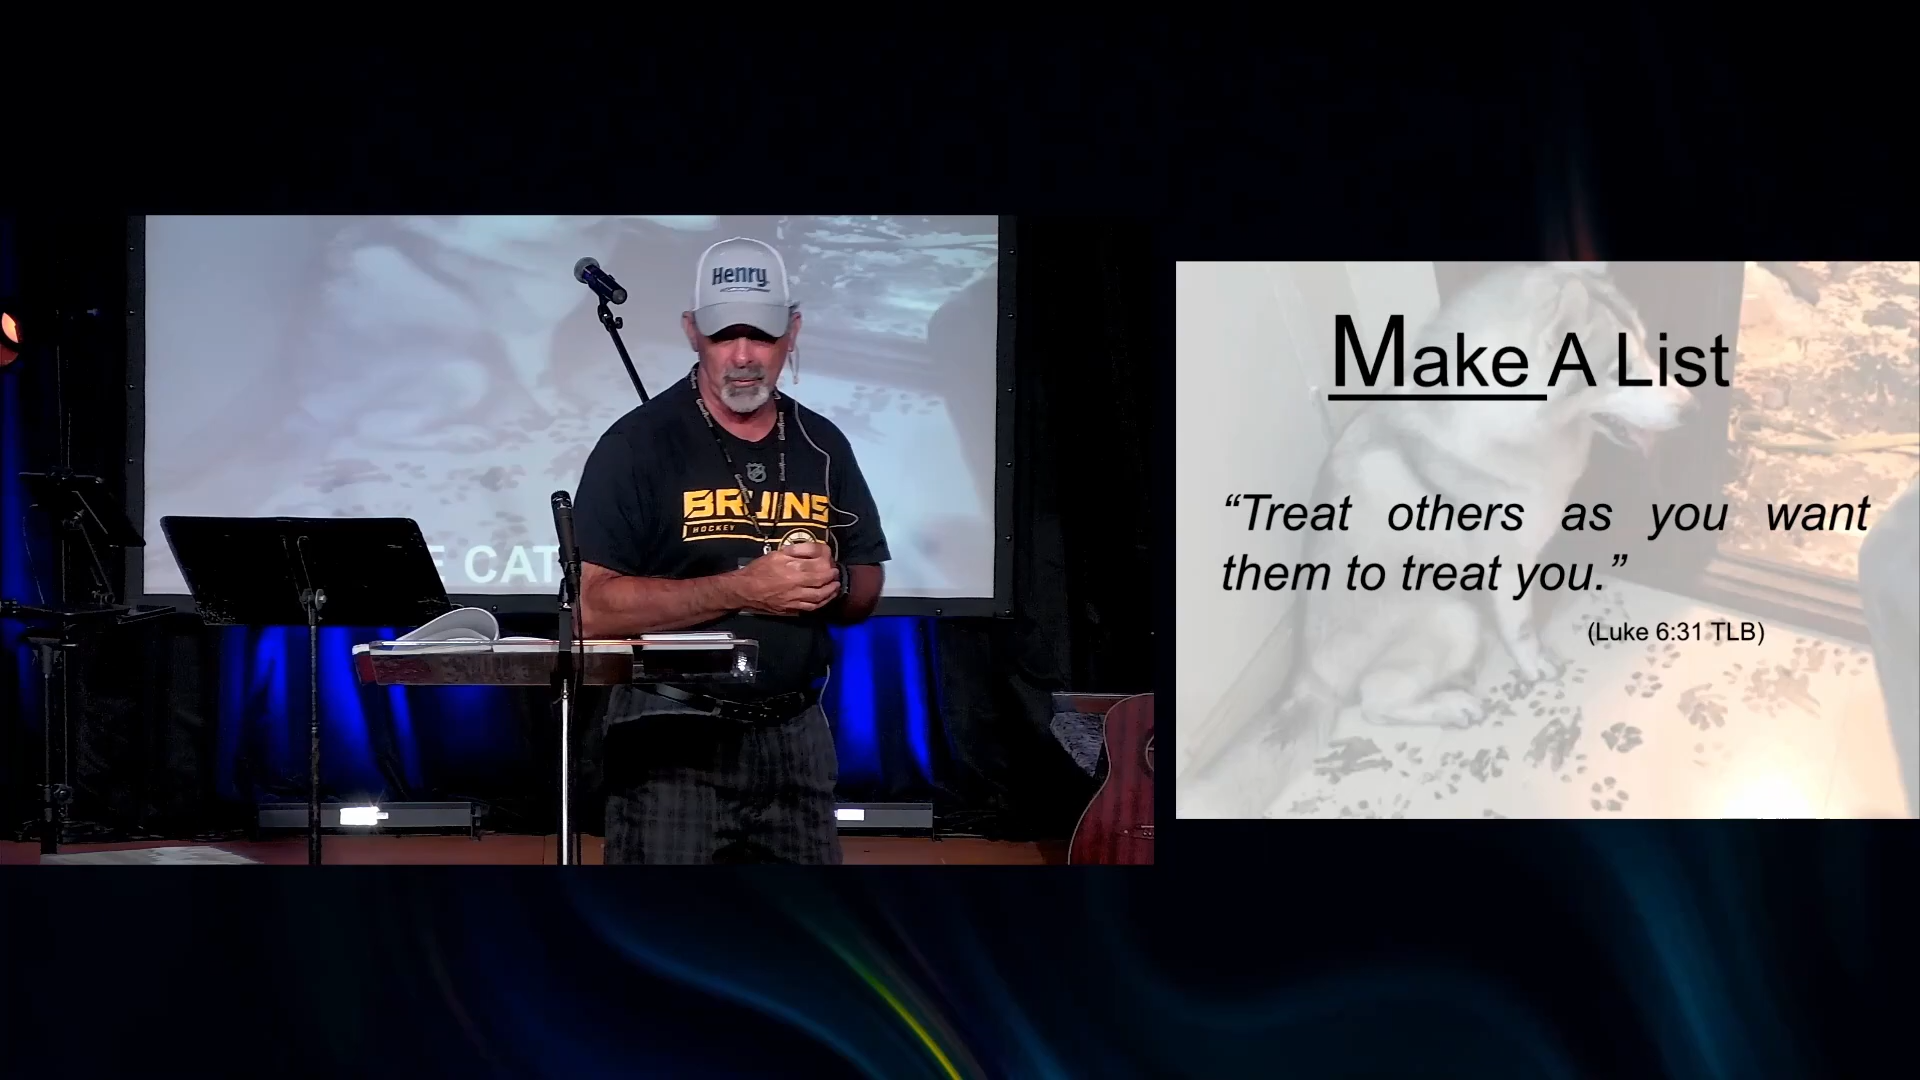 Henry
BRUINS
HOCKEY
E CAT
Make A List
“Treat others as you want
them to treat you.”
(Luke 6:31 TLB)